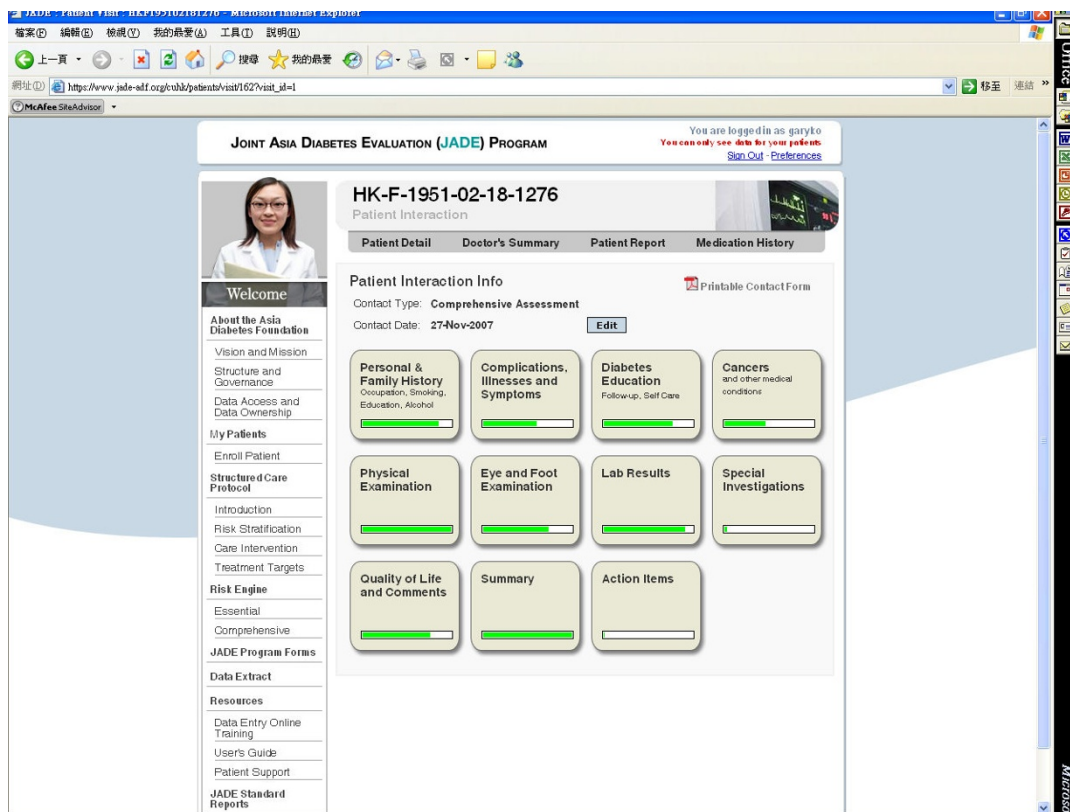 JADE : Patient Visit : HKF195102181276 - Microsoft Internet Explorer
檔案(F) 編輯(E) 檢視(V) 我的最愛(A) 工具(T) 說明(H)
上一頁 搜尋 我的最愛
網址(D) https://www.jade-adf.org/cuhk/patients/visit/162?visit_id=1 移至 連結 »
McAfee SiteAdvisor
Office
JOINT ASIA DIABETES EVALUATION (JADE) PROGRAM
You are logged in as garyko
You can only see data for your patients
Sign Out - Preferences
HK-F-1951-02-18-1276
Patient Interaction
Patient Detail Doctor's Summary Patient Report Medication History
Welcome
About the Asia
Diabetes Foundation
Vision and Mission
Structure and
Governance
Data Access and
Data Ownership
My Patients
Enroll Patient
Structured Care
Protocol
Introduction
Risk Stratification
Care Intervention
Treatment Targets
Risk Engine
Essential
Comprehensive
JADE Program Forms
Data Extract
Resources
Data Entry Online
Training
User's Guide
Patient Support
JADE Standard
Reports
Patient Interaction Info
Printable Contact Form
Contact Type: Comprehensive Assessment
Contact Date: 27-Nov-2007 Edit
Personal &
Family History
Occupation, Smoking,
Education, Alcohol
Complications,
Illnesses and
Symptoms
Diabetes
Education
Follow-up, Self Care
Cancers
and other medical
conditions
Physical
Examination
Eye and Foot
Examination
Lab Results
Special
Investigations
Quality of Life
and Comments
Summary
Action Items